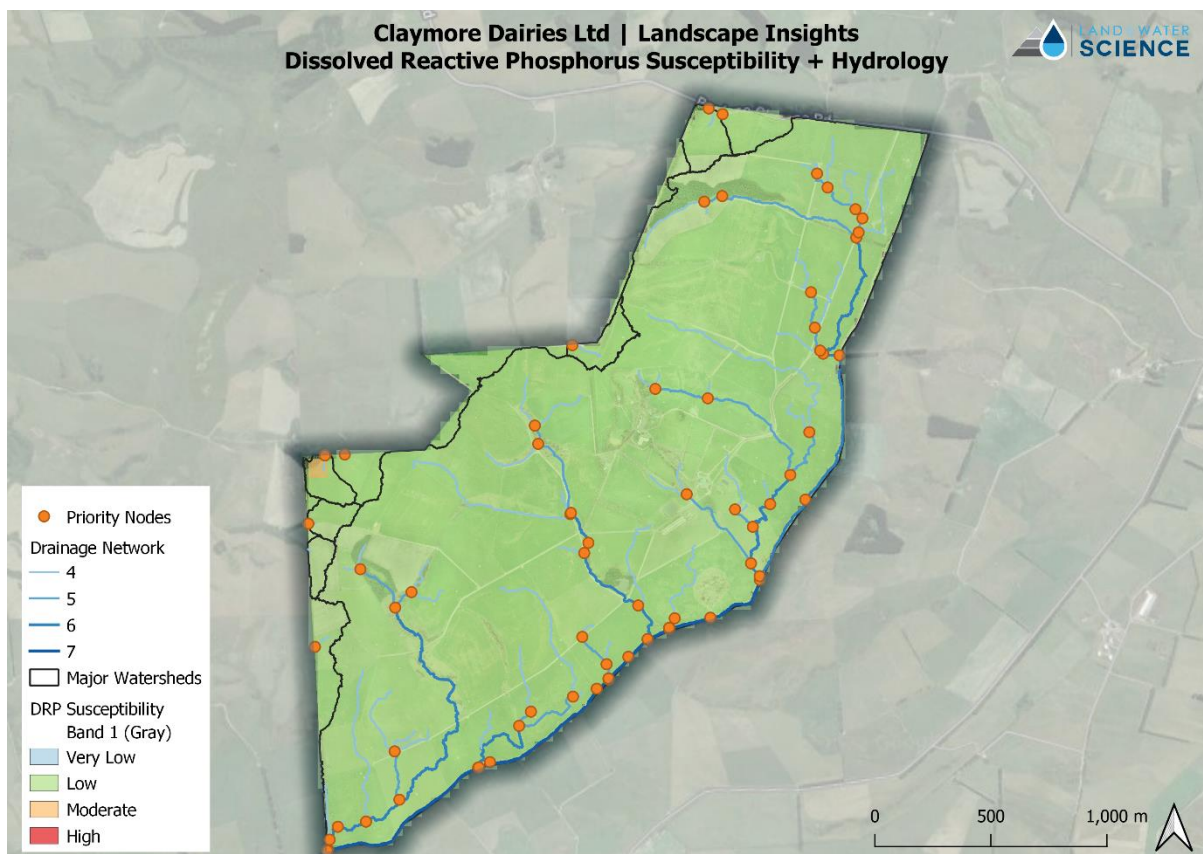 Claymore Dairies Ltd | Landscape Insights
Dissolved Reactive Phosphorus Susceptibility + Hydrology
LAND WATER
SCIENCE
Rd
Priority Nodes
Drainage Network
4
5
6
7
Major Watersheds
DRP Susceptibility
Band 1 (Gray)
Very Low
Low
Moderate
High
0 500 1,000 m